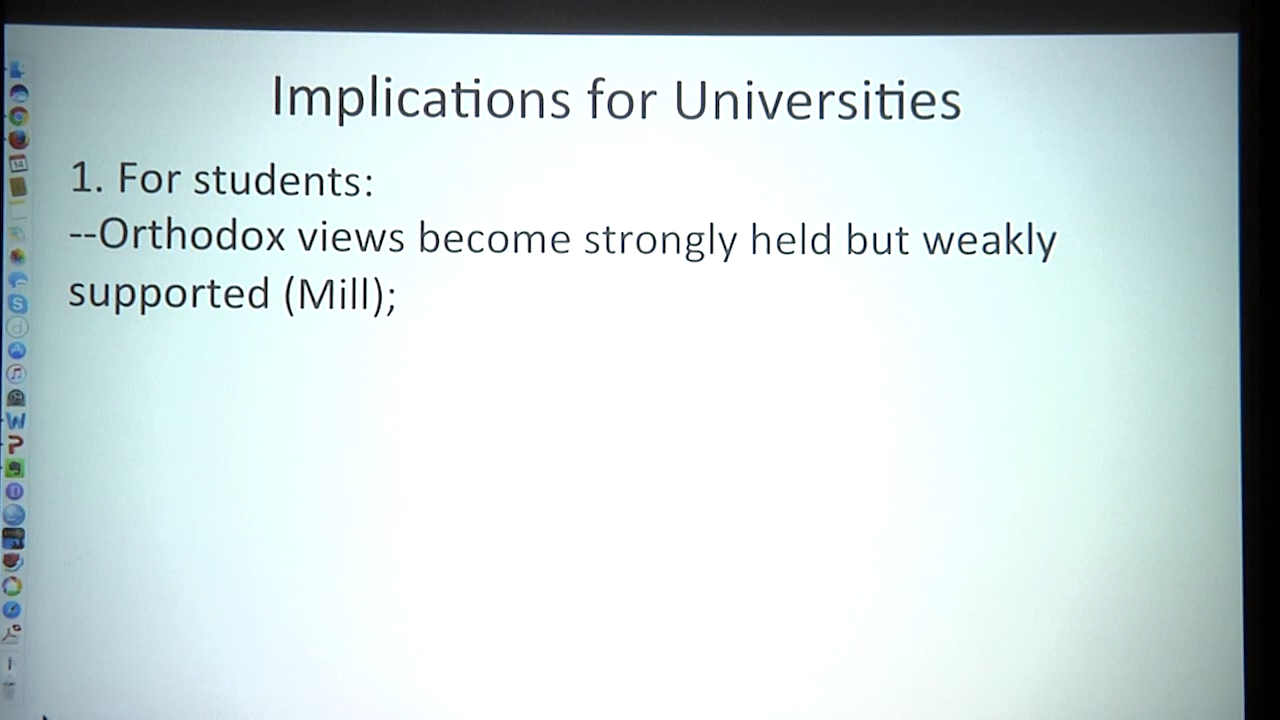 Implications for Universities
1. For students:
--Orthodox views become strongly held but weakly
supported (Mill);